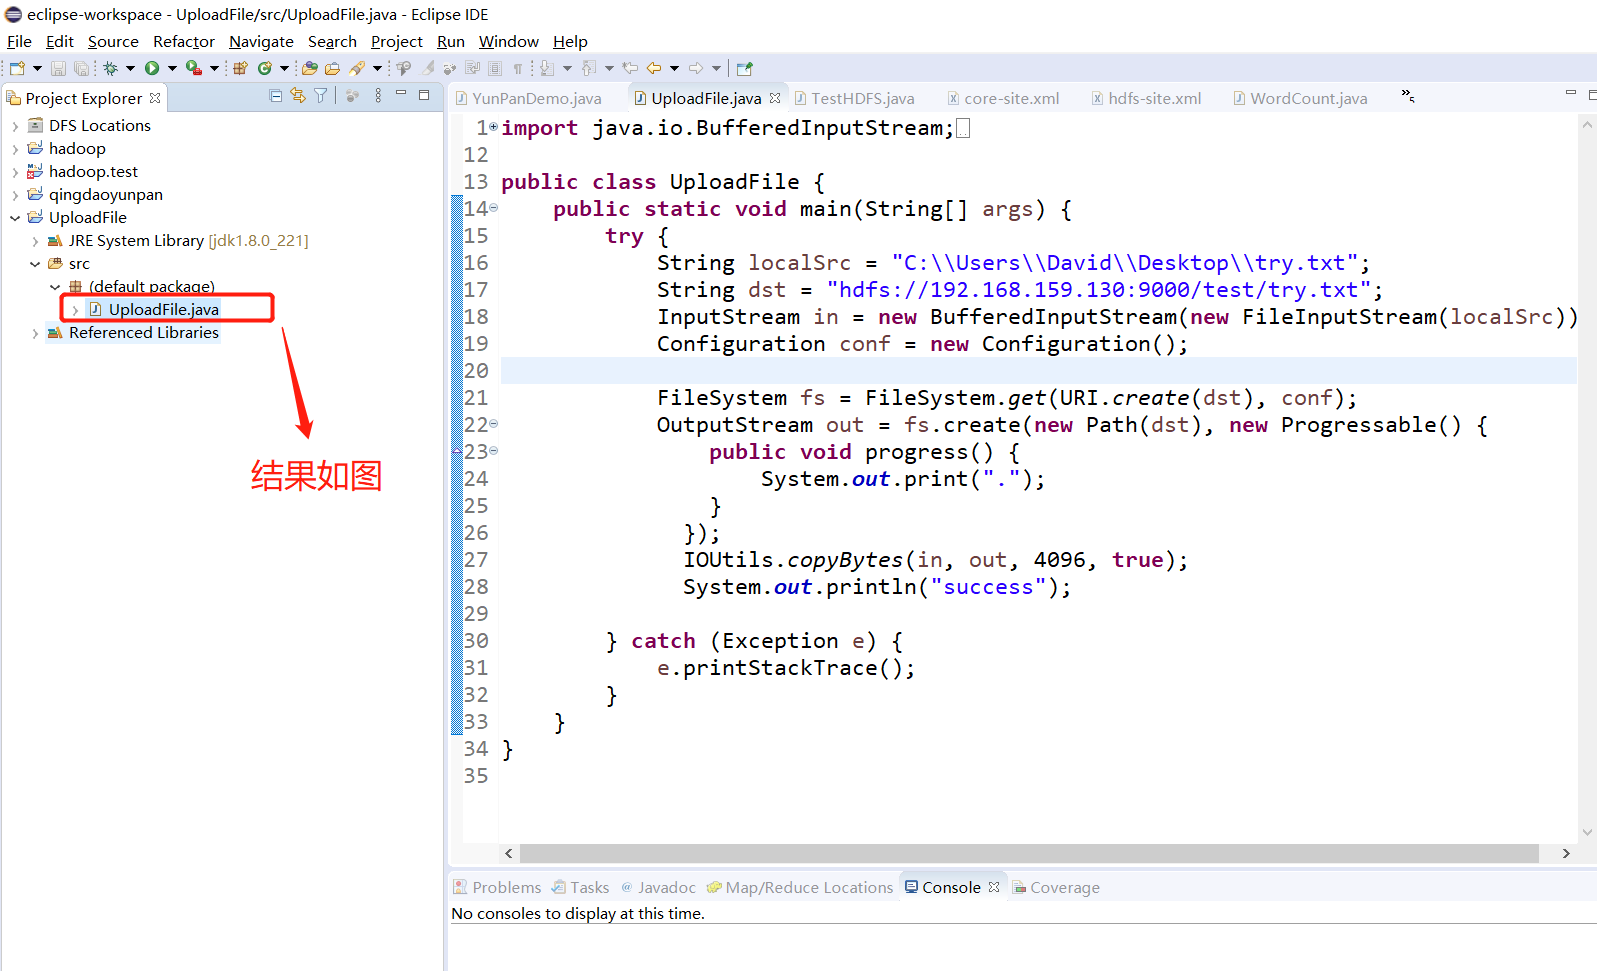 eclipse-workspace - UploadFile/src/UploadFile.java - Eclipse IDE
File Edit Source Refactor Navigate Search Project Run Window Help
Project Explorer
DFS Locations
hadoop
hadoop.test
qingdaoyunpan
UploadFile
JRE System Library [jdk1.8.0_221]
src
(default package)
UploadFile.java
Referenced Libraries
结果如图
YunPanDemo.java UploadFile.java TestHDFS.java core-site.xml hdfs-site.xml WordCount.java »5
1 import java.io.BufferedInputStream;
12
13 public class UploadFile {
14 public static void main(String[] args) {
15 try {
16 String localSrc = "C:\\Users\\David\\Desktop\\try.txt";
17 String dst = "hdfs://192.168.159.130:9000/test/try.txt";
18 InputStream in = new BufferedInputStream(new FileInputStream(localSrc))
19 Configuration conf = new Configuration();
20
21 FileSystem fs = FileSystem.get(URI.create(dst), conf);
22 OutputStream out = fs.create(new Path(dst), new Progressable() {
23 public void progress() {
24 System.out.print(".");
25 }
26 });
27 IOUtils.copyBytes(in, out, 4096, true);
28 System.out.println("success");
29
30 } catch (Exception e) {
31 e.printStackTrace();
32 }
33 }
34 }
35
Problems Tasks @ Javadoc Map/Reduce Locations Console Coverage
No consoles to display at this time.